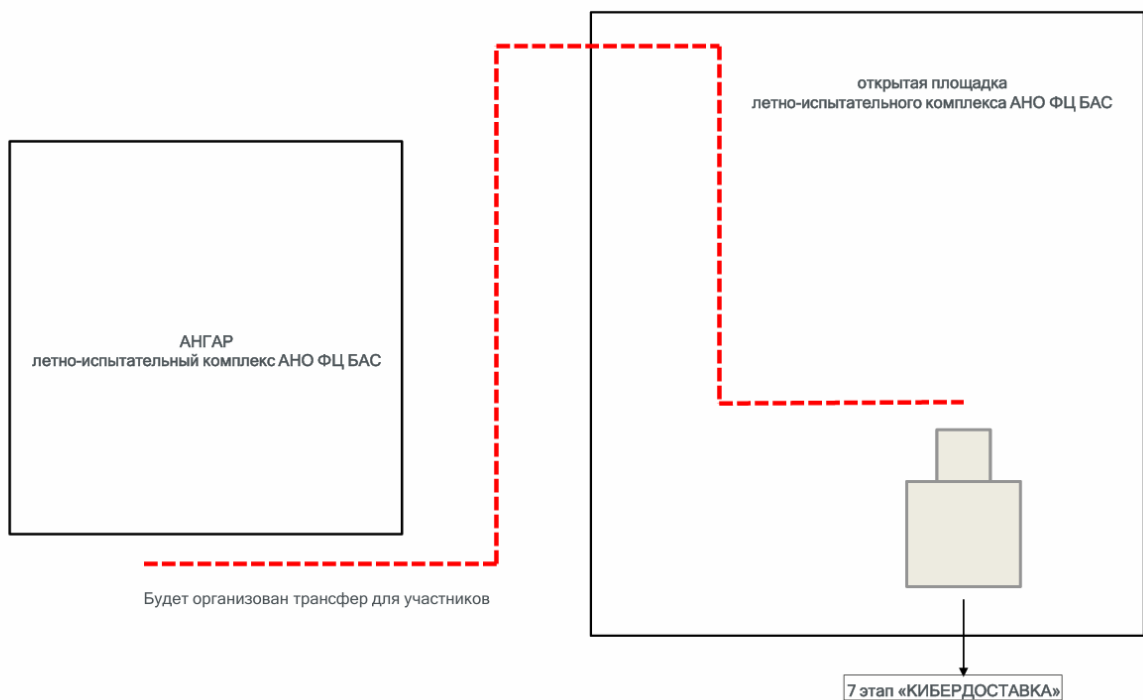 открытая площадка
летно-испытательного комплекса АНО ФЦ БАС
АНГАР
летно-испытательный комплекс АНО ФЦ БАС
Будет организован трансфер для участников
7 этап «КИБЕРДОСТАВКА»